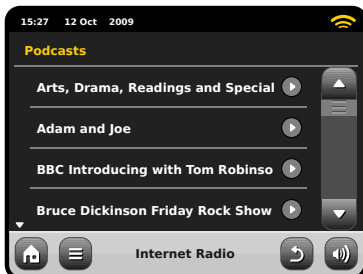 15:27 12 Oct 2009
Podcasts
Arts, Drama, Readings and Special
Adam and Joe
BBC Introducing with Tom Robinso
Bruce Dickinson Friday Rock Show
Internet Radio